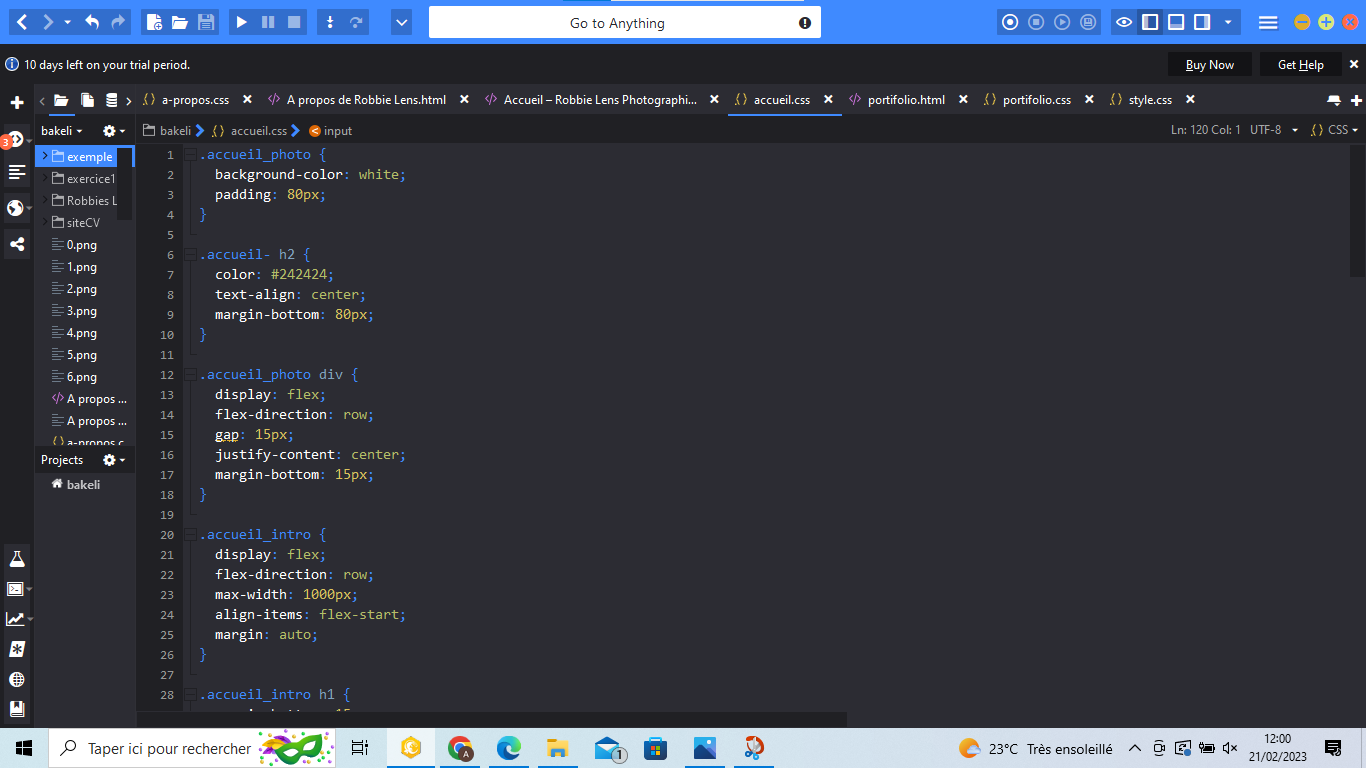 Go to Anything
10 days left on your trial period.
Buy Now
Get Help
a-propos.css
A propos de Robbie Lens.html
Accueil – Robbie Lens Photographi...
accueil.css
portifolio.html
portifolio.css
style.css
bakeli
bakeli
accueil.css
input
Ln: 120 Col: 1
UTF-8
CSS
3
exemple
exercice1
Robbies L
siteCV
0.png
1.png
2.png
3.png
4.png
5.png
6.png
A propos ...
A propos ...
a-propos.c
Projects
bakeli
1 .accueil_photo {
2 background-color: white;
3 padding: 80px;
4 }
5
6 .accueil- h2 {
7 color: #242424;
8 text-align: center;
9 margin-bottom: 80px;
10 }
11
12 .accueil_photo div {
13 display: flex;
14 flex-direction: row;
15 gap: 15px;
16 justify-content: center;
17 margin-bottom: 15px;
18 }
19
20 .accueil_intro {
21 display: flex;
22 flex-direction: row;
23 max-width: 1000px;
24 align-items: flex-start;
25 margin: auto;
26 }
27
28 .accueil_intro h1 {
Taper ici pour rechercher
A
1
23°C Très ensoleillé
12:00
21/02/2023